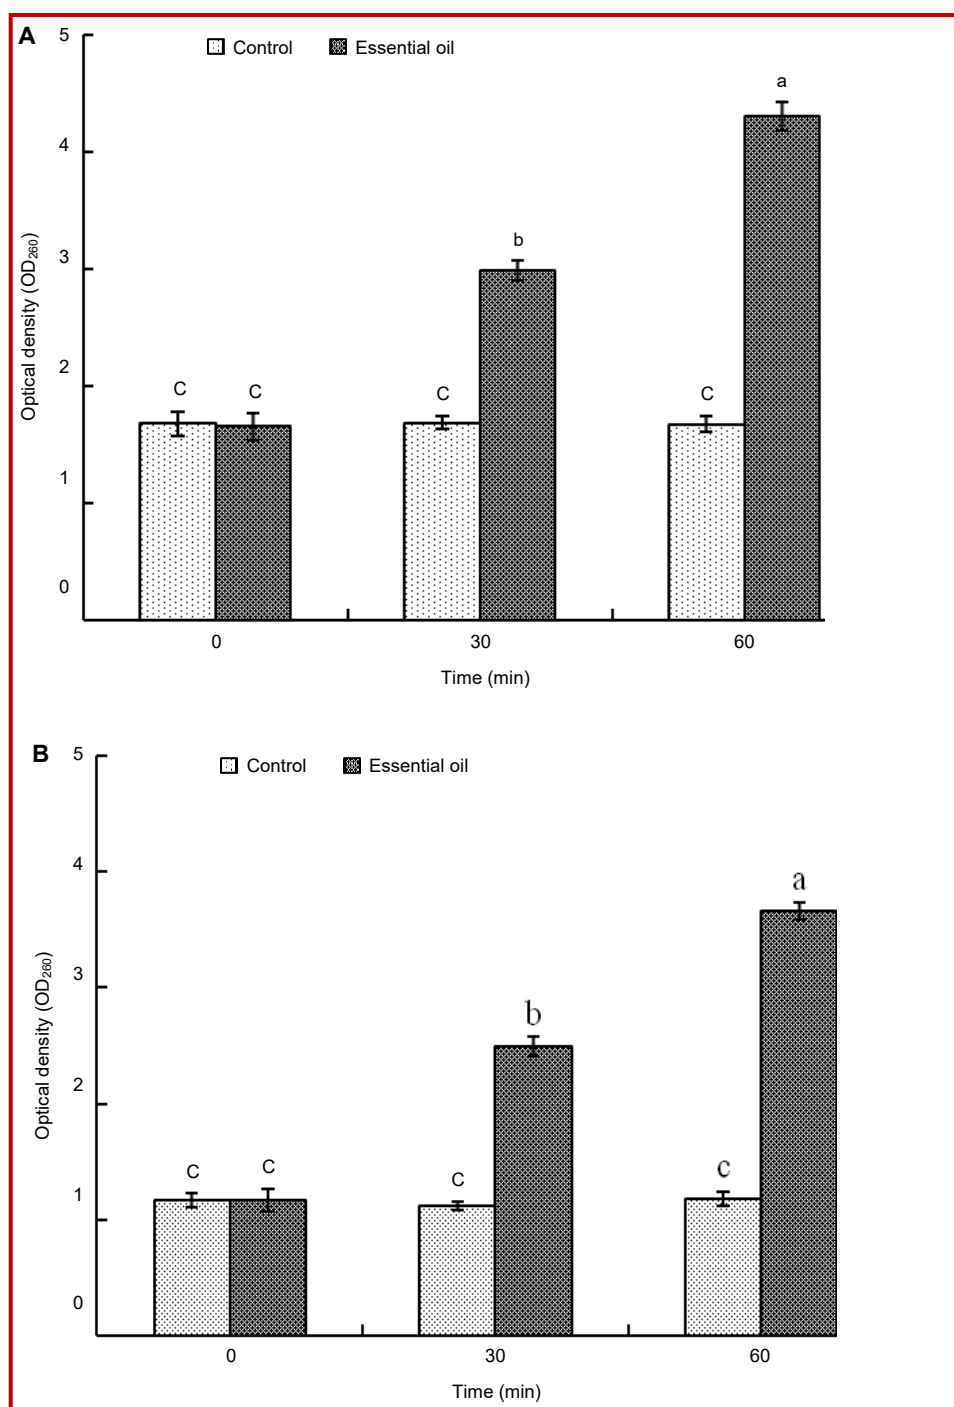 A
5
Control
Essential oil
a
4
b
3
Optical density (OD260)
2
C
C
C
C
1
0
0
30
60
Time (min)
B
5
Control
Essential oil
4
a
3
Optical density (OD260)
b
2
C
C
C
c
1
0
0
30
60
Time (min)